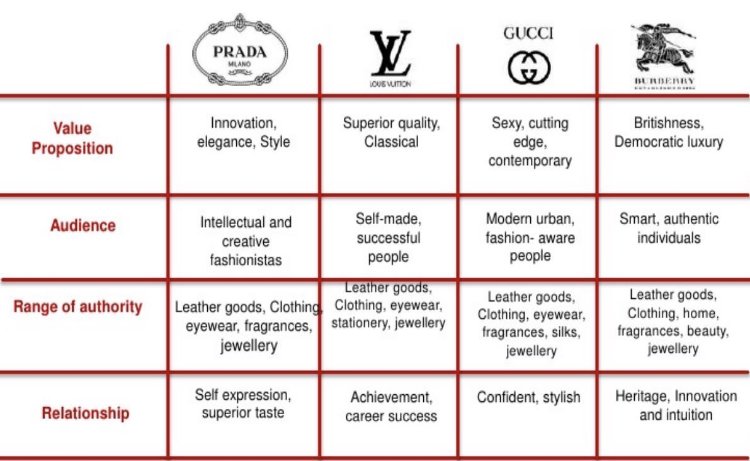 PRADA
MILANO
LV
LOUIS VUITTON
GUCCI
BURBERRY
Value
Proposition
Innovation,
elegance, Style
Superior quality,
Classical
Sexy, cutting
edge,
contemporary
Britishness,
Democratic luxury
Audience
Intellectual and
creative
fashionistas
Self-made,
successful
people
Modern urban,
fashion- aware
people
Smart, authentic
individuals
Range of authority
Leather goods, Clothing,
eyewear, fragrances,
jewellery
Leather goods,
Clothing, eyewear,
stationery, jewellery
Leather goods,
Clothing, eyewear,
fragrances, silks,
jewellery
Leather goods,
Clothing, home,
fragrances, beauty,
jewellery
Relationship
Self expression,
superior taste
Achievement,
career success
Confident, stylish
Heritage, Innovation
and intuition